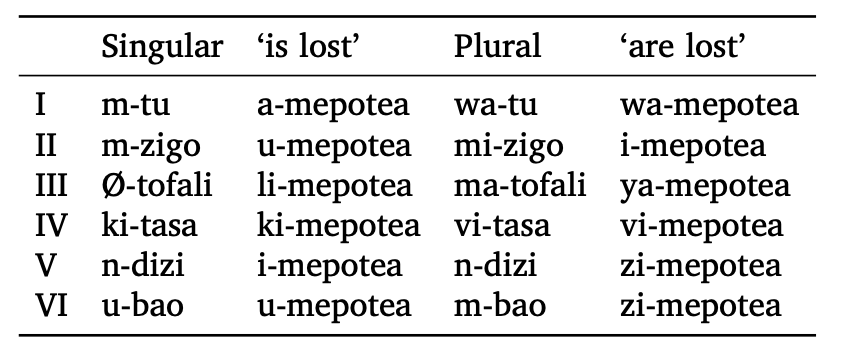 Singular ‘is lost’ Plural ‘are lost’
I m-tu a-mepotea wa-tu wa-mepotea
II m-zigo u-mepotea mi-zigo i-mepotea
III Ø-tofali li-mepotea ma-tofali ya-mepotea
IV ki-tasa ki-mepotea vi-tasa vi-mepotea
V n-dizi i-mepotea n-dizi zi-mepotea
VI u-bao u-mepotea m-bao zi-mepotea